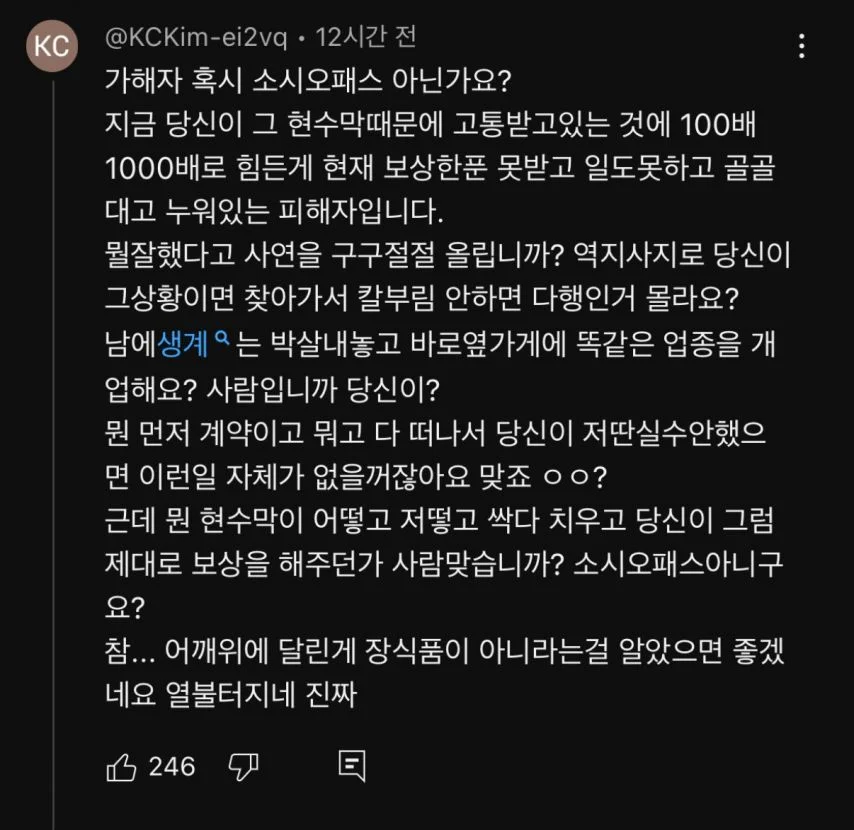 KC
@KCKim-ei2vq • 12시간 전
가해자 혹시 소시오패스 아닌가요?
지금 당신이 그 현수막때문에 고통받고있는 것에 100배
1000배로 힘든게 현재 보상한푼 못받고 일도못하고 골골
대고 누워있는 피해자입니다.
뭘잘했다고 사연을 구구절절 올립니까? 역지사지로 당신이
그상황이면 찾아가서 칼부림 안하면 다행인거 몰라요?
남에생계는 박살내놓고 바로옆가게에 똑같은 업종을 개
업해요? 사람입니까 당신이?
뭔 먼저 계약이고 뭐고 다 떠나서 당신이 저딴실수안했으
면 이런일 자체가 없을꺼잖아요 맞죠 ㅇㅇ?
근데 뭔 현수막이 어떻고 저떻고 싹다 치우고 당신이 그럼
제대로 보상을 해주던가 사람맞습니까? 소시오패스아니구
요?
참... 어깨위에 달린게 장식품이 아니라는걸 알았으면 좋겠
네요 열불터지네 진짜
246